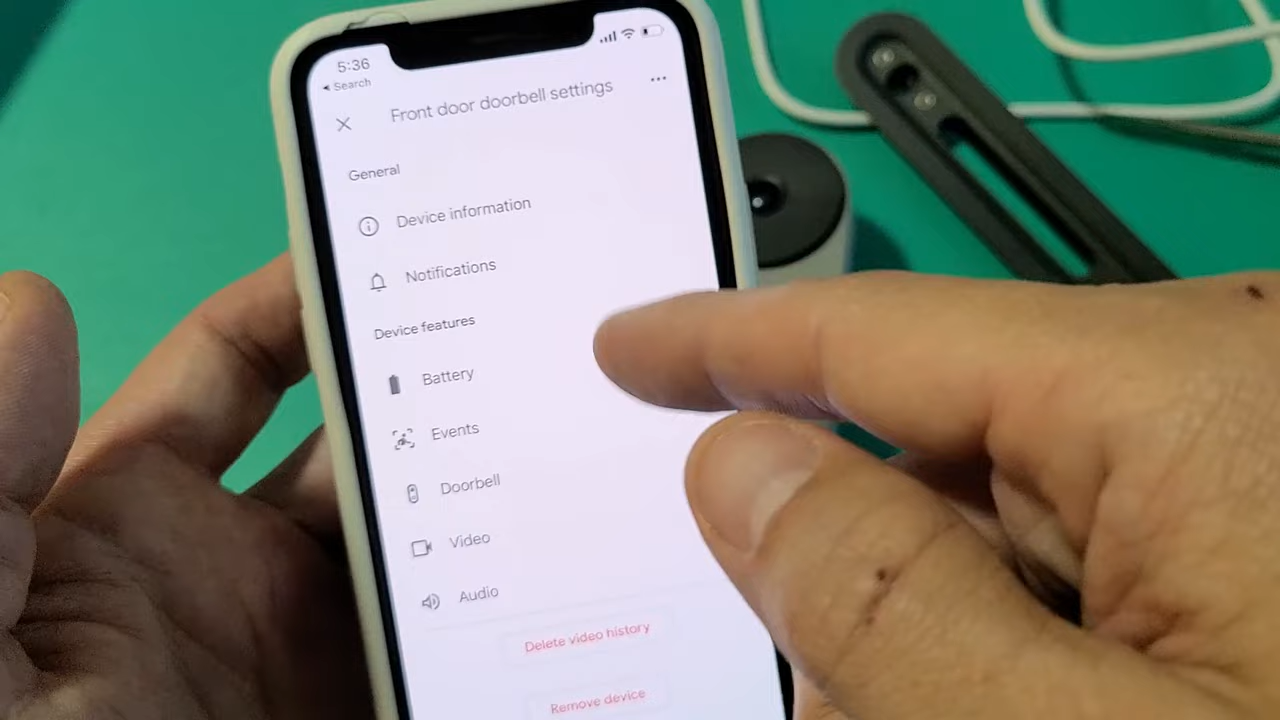 5:36
Search
Front door doorbell settings
General
Device information
Notifications
Device features
Battery
Events
Doorbell
Video
Audio
Delete video history
Remove device